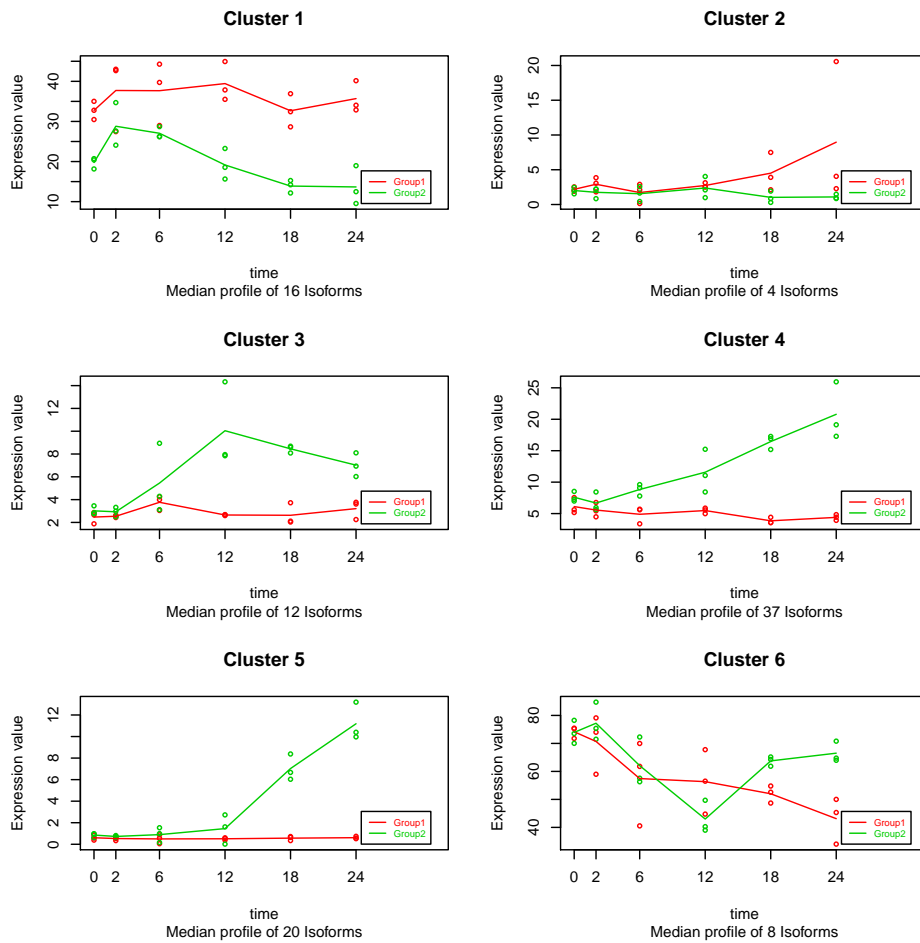 Cluster 1
Expression value
10 20 30 40
0 2 6 12 18 24
Group1
Group2
time
Median profile of 16 Isoforms
Cluster 2
Expression value
0 5 10 15 20
0 2 6 12 18 24
Group1
Group2
time
Median profile of 4 Isoforms
Cluster 3
Expression value
2 4 6 8 12
0 2 6 12 18 24
Group1
Group2
time
Median profile of 12 Isoforms
Cluster 4
Expression value
5 10 15 20 25
0 2 6 12 18 24
Group1
Group2
time
Median profile of 37 Isoforms
Cluster 5
Expression value
0 2 4 6 8 12
0 2 6 12 18 24
Group1
Group2
time
Median profile of 20 Isoforms
Cluster 6
Expression value
40 60 80
0 2 6 12 18 24
Group1
Group2
time
Median profile of 8 Isoforms